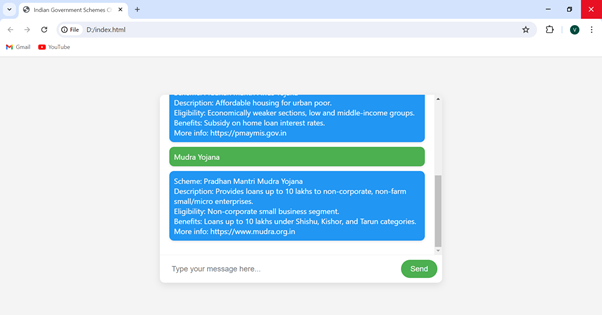 Indian Government Schemes C
File
D:/index.html
V
Gmail
YouTube
Description: Affordable housing for urban poor.
Eligibility: Economically weaker sections, low and middle-income groups.
Benefits: Subsidy on home loan interest rates.
More info: https://pmaymis.gov.in
Mudra Yojana
Scheme: Pradhan Mantri Mudra Yojana
Description: Provides loans up to 10 lakhs to non-corporate, non-farm
small/micro enterprises.
Eligibility: Non-corporate small business segment.
Benefits: Loans up to 10 lakhs under Shishu, Kishor, and Tarun categories.
More info: https://www.mudra.org.in
Type your message here...
Send